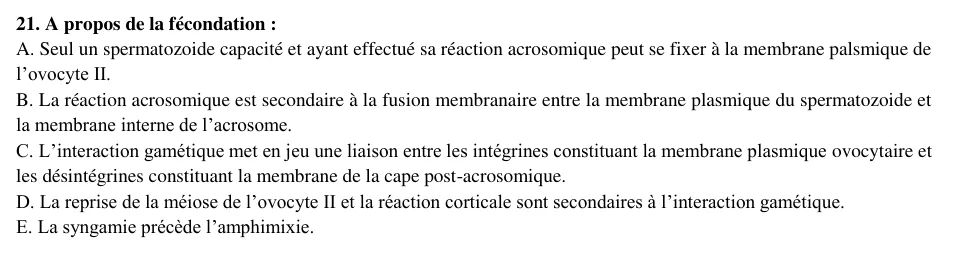 21. A propos de la fécondation :
A. Seul un spermatozoide capacité et ayant effectué sa réaction acrosomique peut se fixer à la membrane palsmique de
l’ovocyte II.
B. La réaction acrosomique est secondaire à la fusion membranaire entre la membrane plasmique du spermatozoide et
la membrane interne de l’acrosome.
C. L’interaction gamétique met en jeu une liaison entre les intégrines constituant la membrane plasmique ovocytaire et
les désintégrines constituant la membrane de la cape post-acrosomique.
D. La reprise de la méiose de l’ovocyte II et la réaction corticale sont secondaires à l’interaction gamétique.
E. La syngamie précède l’amphimixie.